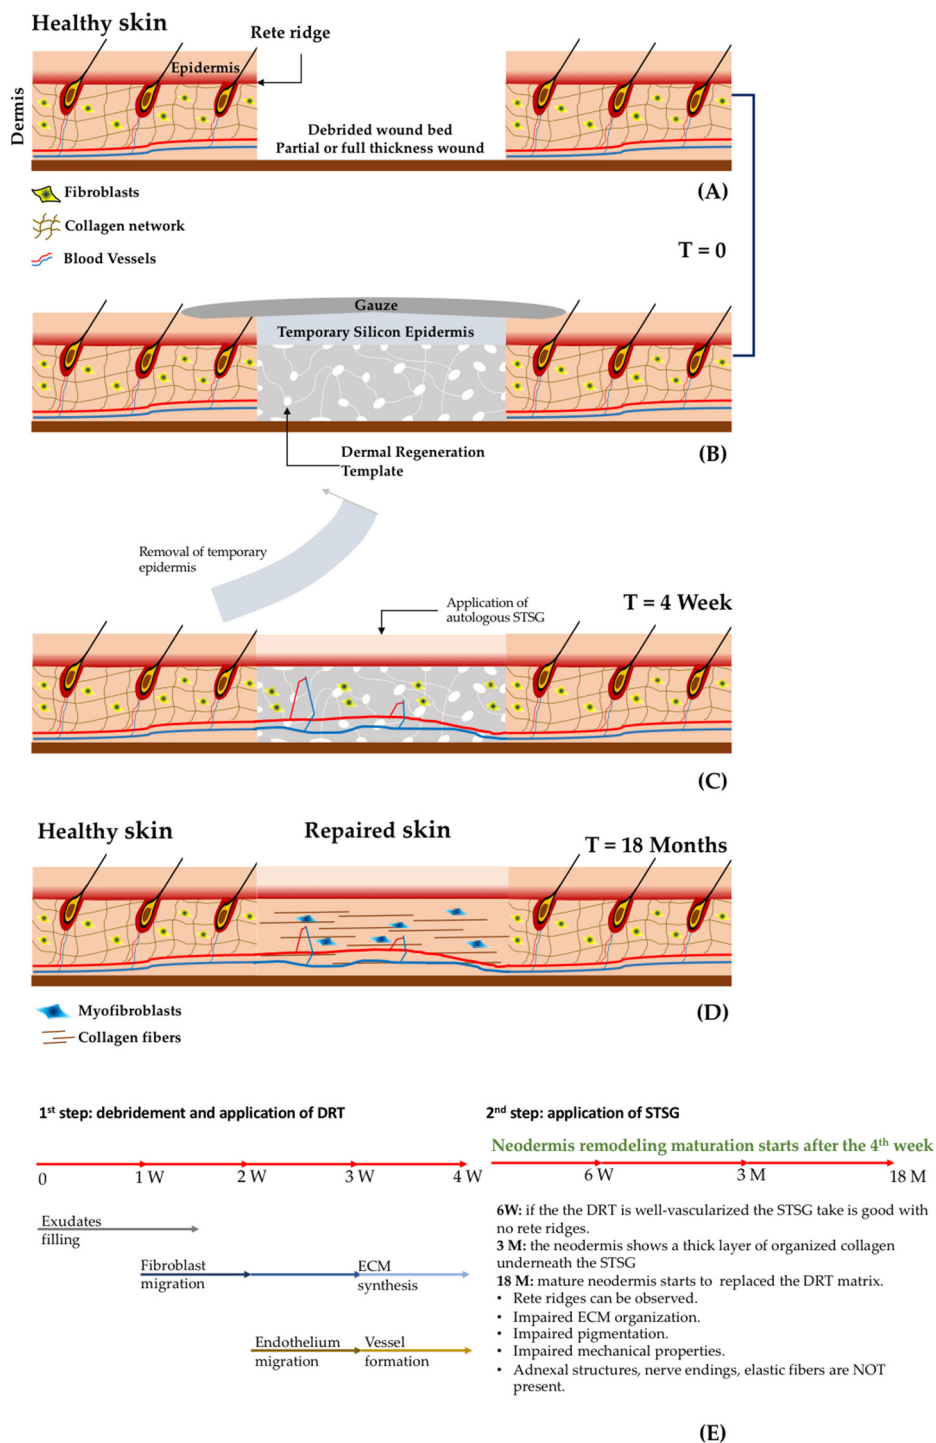 Healthy skin
Rete ridge
Epidermis
Dermis
Debrided wound bed
Partial or full thickness wound
(A)
Fibroblasts
Collagen network
Blood Vessels
T = 0
Gauze
Temporary Silicon Epidermis
(B)
Dermal Regeneration
Template
Removal of temporary
epidermis
T = 4 Week
Application of
autologous STSG
(C)
Healthy skin
Repaired skin
T = 18 Months
Myofibroblasts
Collagen fibers
(D)
1st step: debridement and application of DRT
2nd step: application of STSG
Neodermis remodeling maturation starts after the 4th week
0
1 W
2 W
3 W
4 W
6 W
3 M
18 M
Exudates
filling
Fibroblast
migration
ECM
synthesis
Endothelium
migration
Vessel
formation
6W: if the the DRT is well-vascularized the STSG take is good with
no rete ridges.
3 M: the neodermis shows a thick layer of organized collagen
underneath the STSG
18 M: mature neodermis starts to replaced the DRT matrix.
• Rete ridges can be observed.
• Impaired ECM organization.
• Impaired pigmentation.
• Impaired mechanical properties.
• Adnexal structures, nerve endings, elastic fibers are NOT
present.
(E)